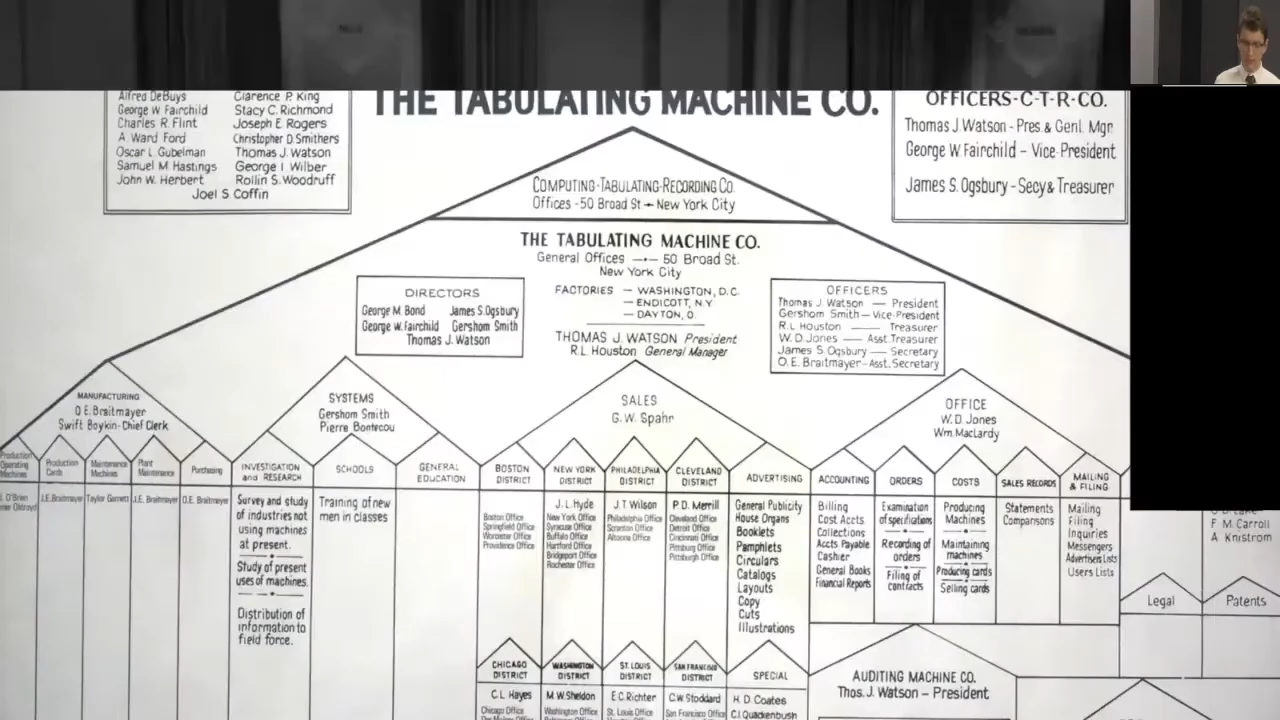 THE TABULATING MACHINE CO.
Alfred DeBuys Clarence P. King
George W. Fairchild Stacy C. Richmond
Charles R. Flint Joseph E. Rogers
A. Ward Ford Christopher D. Smithers
Oscar L. Gubelman Thomas J. Watson
Samuel M. Hastings George I. Wilber
John W. Herbert Rollin S. Woodruff
Joel S. Coffin
OFFICERS-C-T-R-CO.
Thomas J. Watson - Pres. & Genl. Mgr.
George W. Fairchild - Vice-President
James S. Ogsbury - Secy & Treasurer
COMPUTING-TABULATING-RECORDING CO.
Offices - 50 Broad St - New York City
THE TABULATING MACHINE CO.
General Offices — 50 Broad St.
New York City
FACTORIES — WASHINGTON, D.C.
— ENDICOTT, N.Y
— DAYTON, O.
THOMAS J. WATSON President
R.L. Houston General Manager
DIRECTORS
George M. Bond James S. Ogsbury
George W. Fairchild Gershom Smith
Thomas J. Watson
OFFICERS
Thomas J. Watson — President
Gershom Smith — Vice-President
R.L. Houston — Treasurer
W.D. Jones — Asst. Treasurer
James S. Ogsbury — Secretary
O.E. Braitmayer — Asst. Secretary
MANUFACTURING
O.E. Braitmayer
Swift Boykin-Chief Clerk
Production
Operating
Machines
Production
Cards
J.E. Braitmayer
Maintenance
Machines
Taylor Garnett
Plant
Maintenance
J.E. Braitmayer
Purchasing
O.E. Braitmayer
SYSTEMS
Gershom Smith
Pierre Bontecou
INVESTIGATION
and RESEARCH
Survey and study
of industries not
using machines
at present.
Study of present
uses of machines.
Distribution of
information to
field force.
SCHOOLS
Training of new
men in classes
GENERAL
EDUCATION
SALES
G.W. Spahr
BOSTON
DISTRICT
Boston Office
Springfield Office
Worcester Office
Providence Office
NEW YORK
DISTRICT
J.L. Hyde
New York Office
Syracuse Office
Buffalo Office
Hartford Office
Bridgeport Office
Rochester Office
PHILADELPHIA
DISTRICT
J.T. Wilson
Philadelphia Office
Scranton Office
Altoona Office
CLEVELAND
DISTRICT
P.D. Merrill
Cleveland Office
Detroit Office
Cincinnati Office
Pittsburg Office
Pittsburgh Office
ADVERTISING
General Publicity
House Organs
Booklets
Pamphlets
Circulars
Catalogs
Layouts
Copy
Cuts
Illustrations
OFFICE
W.D. Jones
Wm. MacLardy
ACCOUNTING
Billing
Cost Accts.
Collections
Accts Payable
Cashier
General Books
Financial Reports
ORDERS
Examination
of specifications
Recording of
orders
Filing of
contracts
COSTS
Producing
Machines
Maintaining
machines
Producing cards
Selling cards
SALES RECORDS
Statements
Comparisons
MAILING
& FILING
Mailing
Filing
Inquiries
Messengers
Advertisers Lists
Users Lists
F M. Carroll
A Knistrom
Legal
Patents
CHICAGO
DISTRICT
C.L. Hayes
Chicago Office
WASHINGTON
DISTRICT
M.W. Sheldon
Washington Office
ST. LOUIS
DISTRICT
E.C. Richter
St. Louis Office
SAN FRANCISCO
DISTRICT
C.W. Stoddard
San Francisco Office
SPECIAL
H. D. Coates
C.I. Quackenbush
AUDITING MACHINE CO.
Thos. J. Watson - President